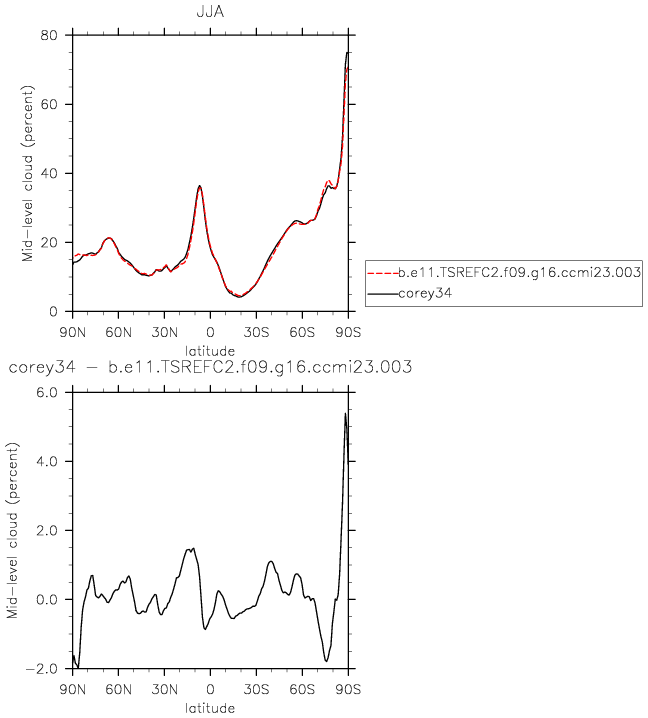 JJA
80
60
40
20
0
Mid-level cloud (percent)
90N 60N 30N 0 30S 60S 90S
latitude
b.e11.TSREFC2.f09.g16.ccmi23.003
corey34
corey34 - b.e11.TSREFC2.f09.g16.ccmi23.003
6.0
4.0
2.0
0.0
-2.0
Mid-level cloud (percent)
90N 60N 30N 0 30S 60S 90S
latitude